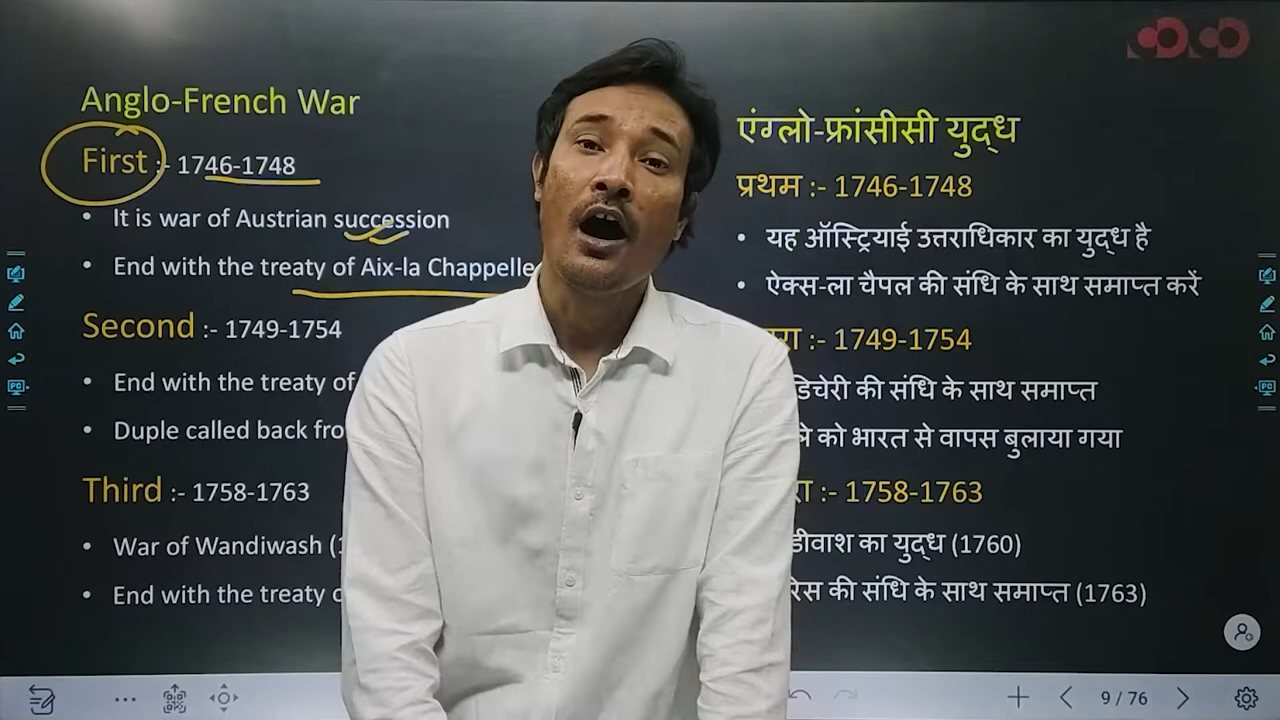 Anglo-French War
First :- 1746-1748
• It is war of Austrian succession
• End with the treaty of Aix-la Chappelle
Second :- 1749-1754
• End with the treaty of
• Duple called back
Third :- 1758-1763
• War of Wandiwash
• End with the treaty
एंग्लो-फ्रांसीसी युद्ध
प्रथम :- 1746-1748
• यह ऑस्ट्रियाई उत्तराधिकार का युद्ध है
• ऐक्स-ला चैपल की संधि के साथ समाप्त करें
:- 1749-1754
की संधि के साथ समाप्त
को भारत से वापस बुलाया गया
:- 1758-1763
का युद्ध (1760)
की संधि के साथ समाप्त (1763)
PC
PC
9 / 76